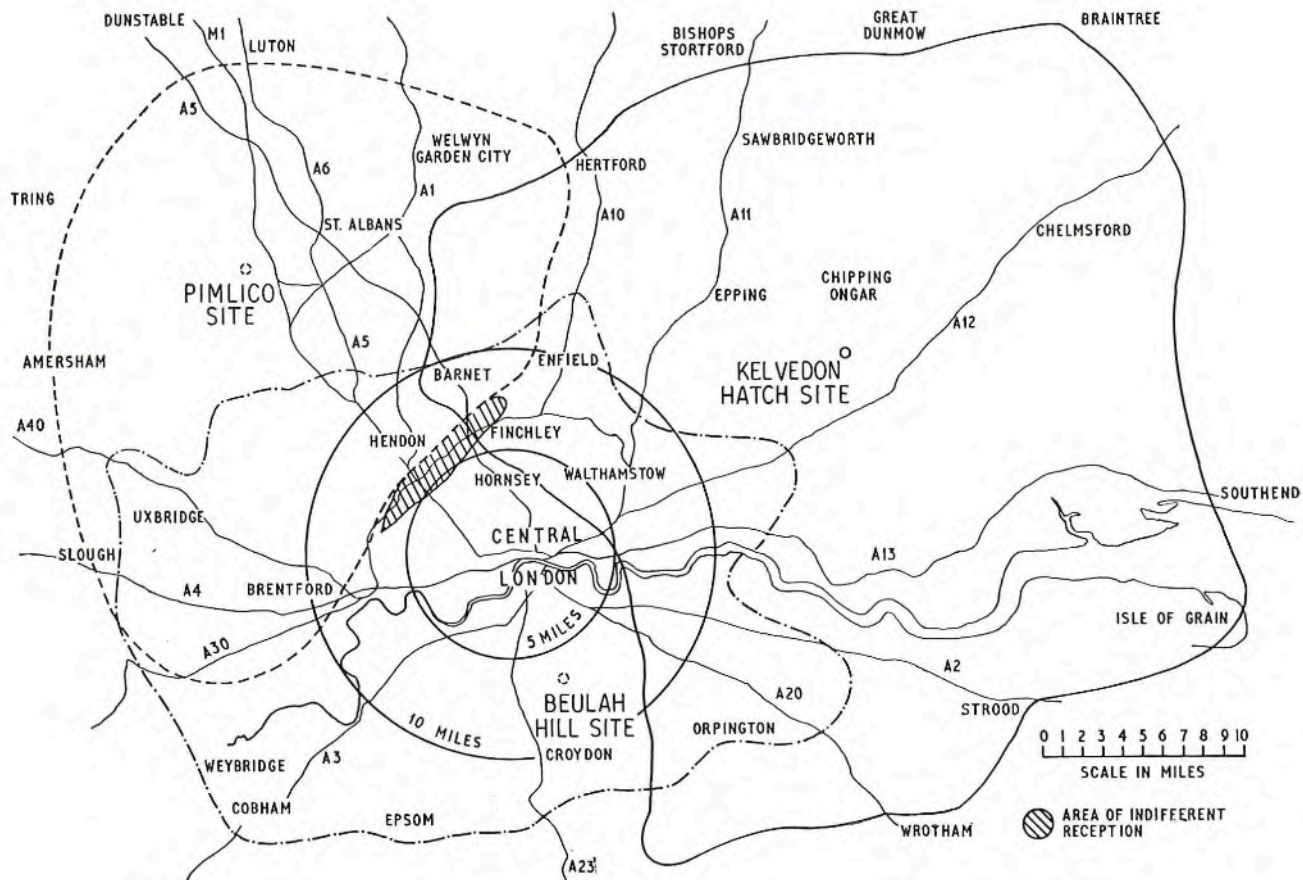 DUNSTABLE
M1
LUTON
A5
A6
WELWYN
GARDEN CITY
A1
BISHOPS
STORTFORD
GREAT
DUNMOW
BRAINTREE
SAWBRIDGEWORTH
HERTFORD
TRING
ST. ALBANS
A10
A11
CHELMSFORD
PIMLICO
SITE
CHIPPING
ONGAR
EPPING
A12
A5
AMERSHAM
BARNET
ENFIELD
KELVEDON
HATCH SITE
A40
HENDON
FINCHLEY
HORNSEY
WALTHAMSTOW
SOUTHEND
UXBRIDGE
CENTRAL
LONDON
SLOUGH
A13
A4
BRENTFORD
ISLE OF GRAIN
A30
5 MILES
A2
A20
BEULAH
HILL SITE
STROOD
10 MILES
ORPINGTON
CROYDON
WEYBRIDGE
A3
COBHAM
EPSOM
A23
WROTHAM
0 1 2 3 4 5 6 7 8 9 10
SCALE IN MILES
AREA OF INDIFFERENT
RECEPTION